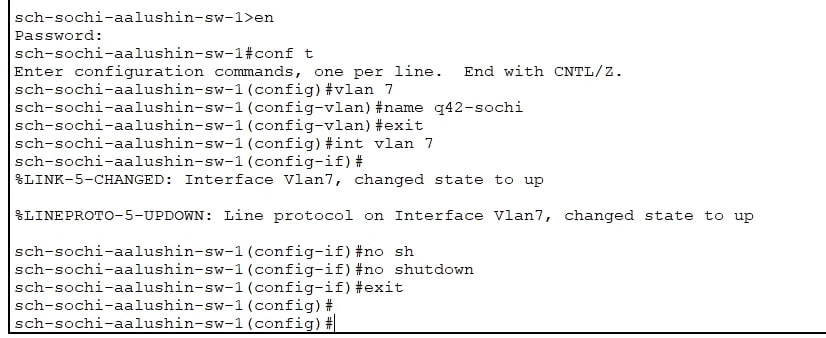 sch-sochi-aalushin-sw-1>en
Password:
sch-sochi-aalushin-sw-1#conf t
Enter configuration commands, one per line.  End with CNTL/Z.
sch-sochi-aalushin-sw-1(config)#vlan 7
sch-sochi-aalushin-sw-1(config-vlan)#name q42-sochi
sch-sochi-aalushin-sw-1(config-vlan)#exit
sch-sochi-aalushin-sw-1(config)#int vlan 7
sch-sochi-aalushin-sw-1(config-if)#
%LINK-5-CHANGED: Interface Vlan7, changed state to up
%LINEPROTO-5-UPDOWN: Line protocol on Interface Vlan7, changed state to up
sch-sochi-aalushin-sw-1(config-if)#no sh
sch-sochi-aalushin-sw-1(config-if)#no shutdown
sch-sochi-aalushin-sw-1(config-if)#exit
sch-sochi-aalushin-sw-1(config)#
sch-sochi-aalushin-sw-1(config)#